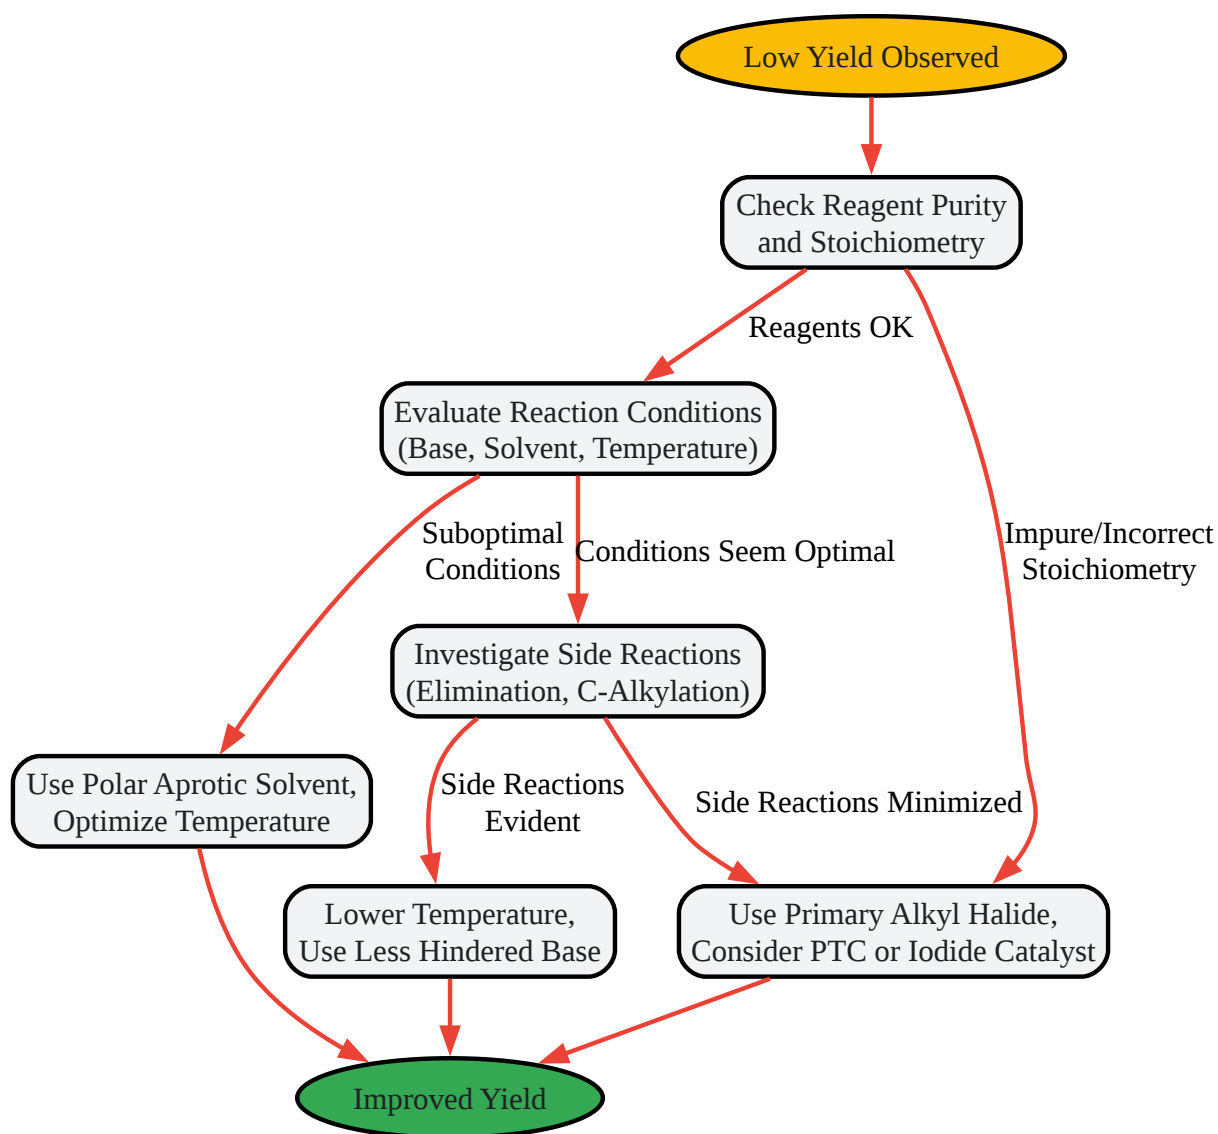 Low Yield Observed
Check Reagent Purity
and Stoichiometry
Reagents OK
Evaluate Reaction Conditions
(Base, Solvent, Temperature)
Suboptimal
Conditions
Conditions Seem Optimal
Impure/Incorrect
Stoichiometry
Investigate Side Reactions
(Elimination, C-Alkylation)
Use Polar Aprotic Solvent,
Optimize Temperature
Side Reactions
Evident
Side Reactions Minimized
Lower Temperature,
Use Less Hindered Base
Use Primary Alkyl Halide,
Consider PTC or Iodide Catalyst
Improved Yield